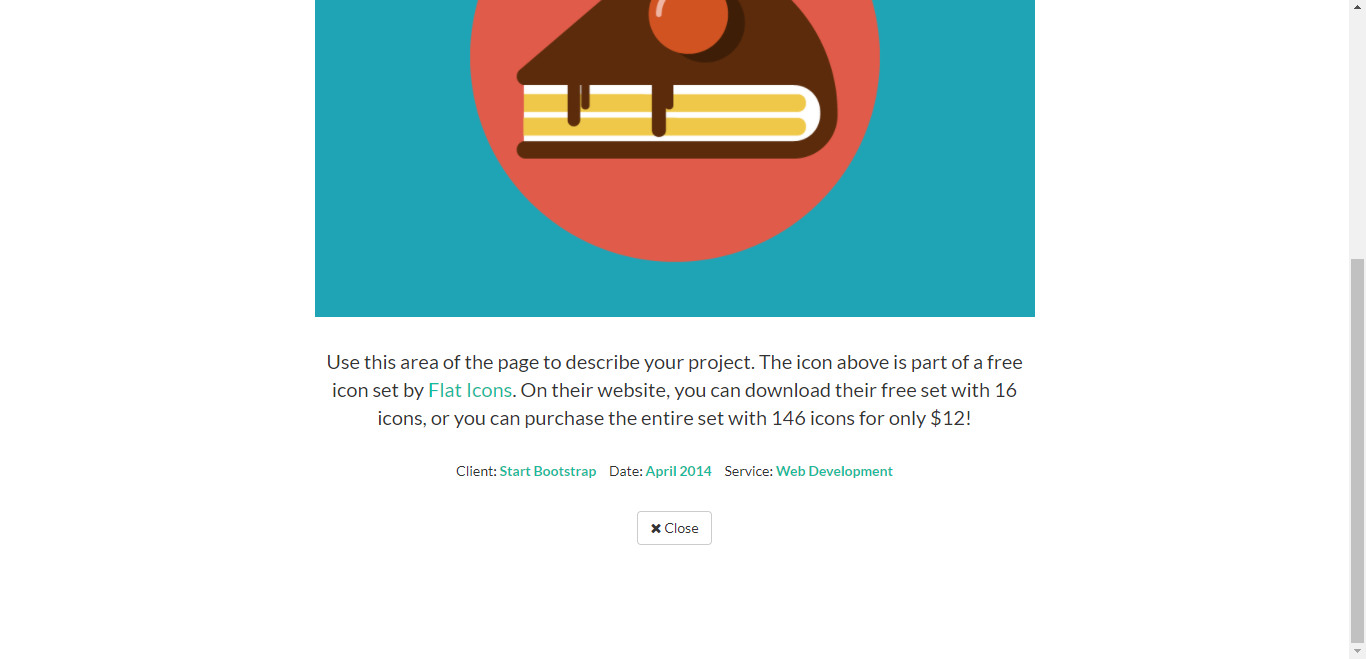 Use this area of the page to describe your project. The icon above is part of a free
icon set by Flat Icons. On their website, you can download their free set with 16
icons, or you can purchase the entire set with 146 icons for only $12!
Client: Start Bootstrap Date: April 2014 Service: Web Development
✖ Close